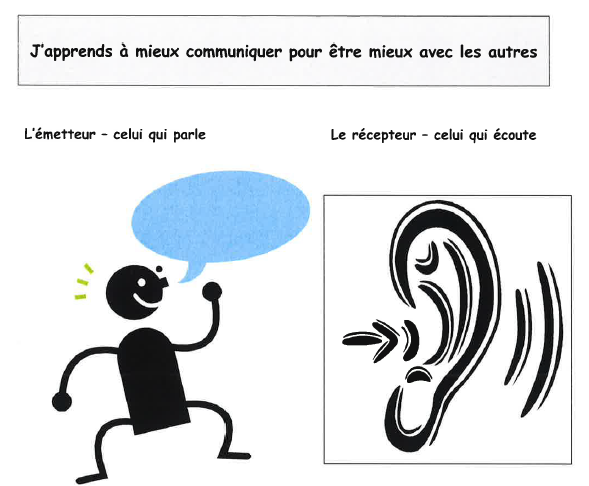 J'apprends à mieux communiquer pour être mieux avec les autres
L'émetteur – celui qui parle
Le récepteur – celui qui écoute